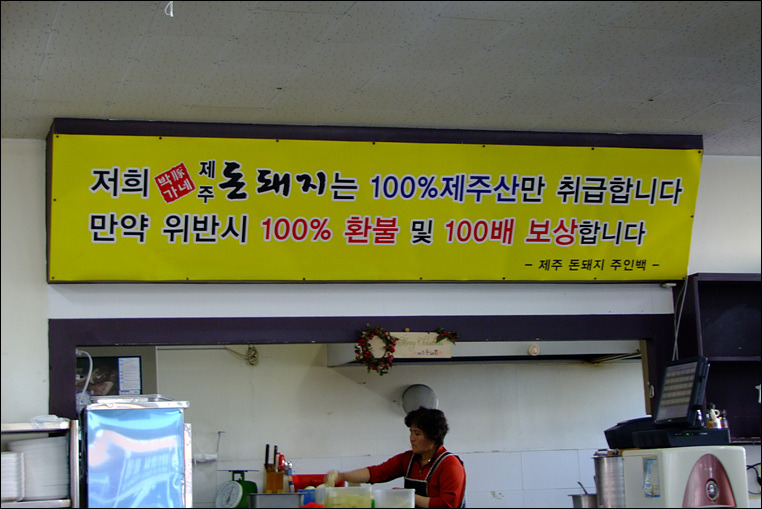 저희 박가네 제주 돈돼지는 100%제주산만 취급합니다
만약 위반시 100% 환불 및 100배 보상합니다
- 제주 돈돼지 주인백 -
Merry Christmas